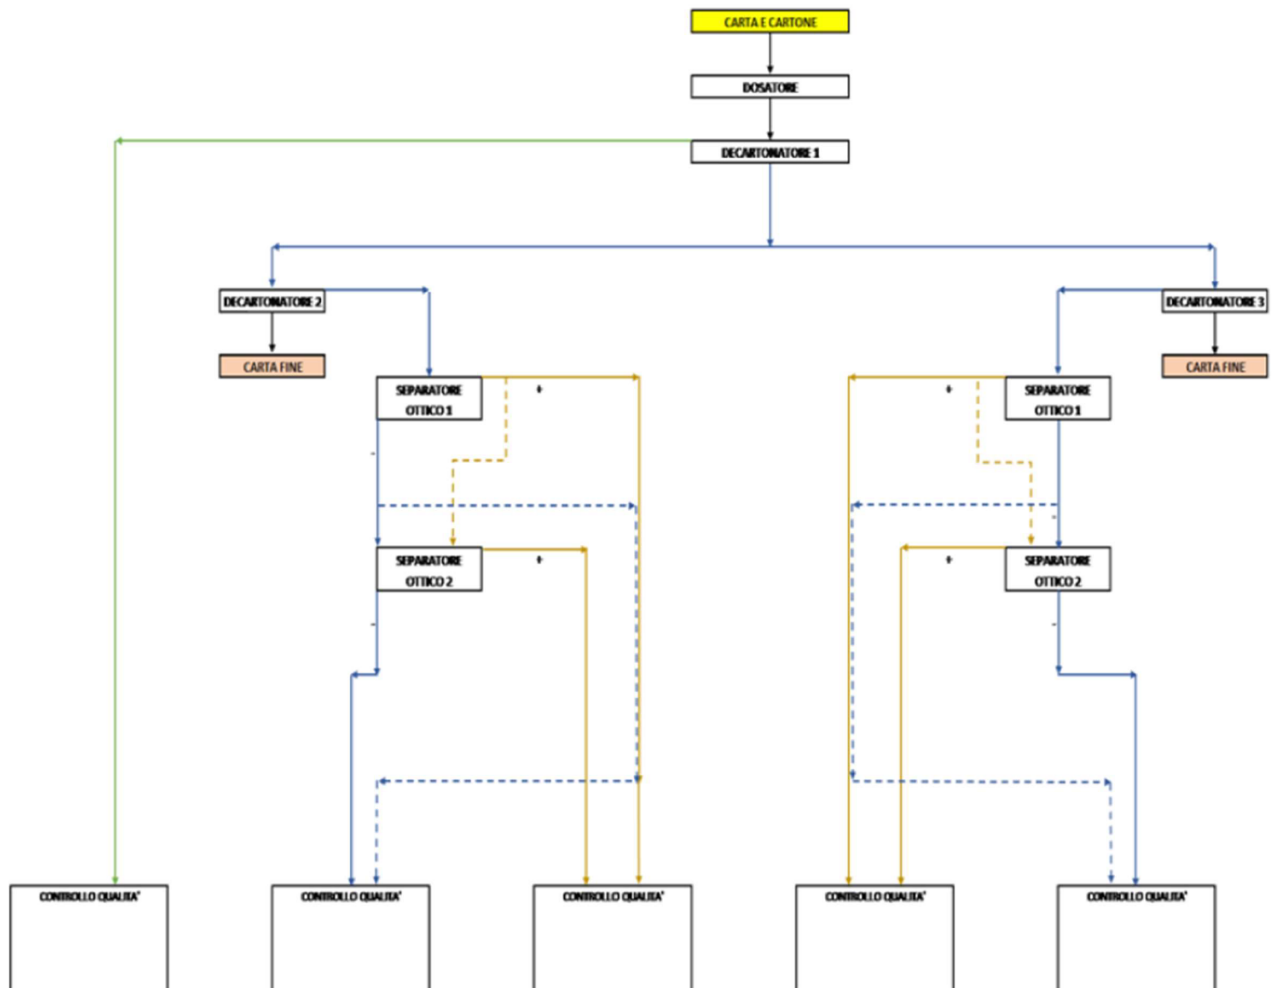 CARTA E CARTONE
DOSATORE
DECARTONATORE 1
DECARTONATORE 2
DECARTONATORE 3
CARTA FINE
CARTA FINE
SEPARATORE
OTTICO 1
+
+
SEPARATORE
OTTICO 1
-
-
SEPARATORE
OTTICO 2
+
+
SEPARATORE
OTTICO 2
-
-
CONTROLLO QUALITA'
CONTROLLO QUALITA'
CONTROLLO QUALITA'
CONTROLLO QUALITA'
CONTROLLO QUALITA'